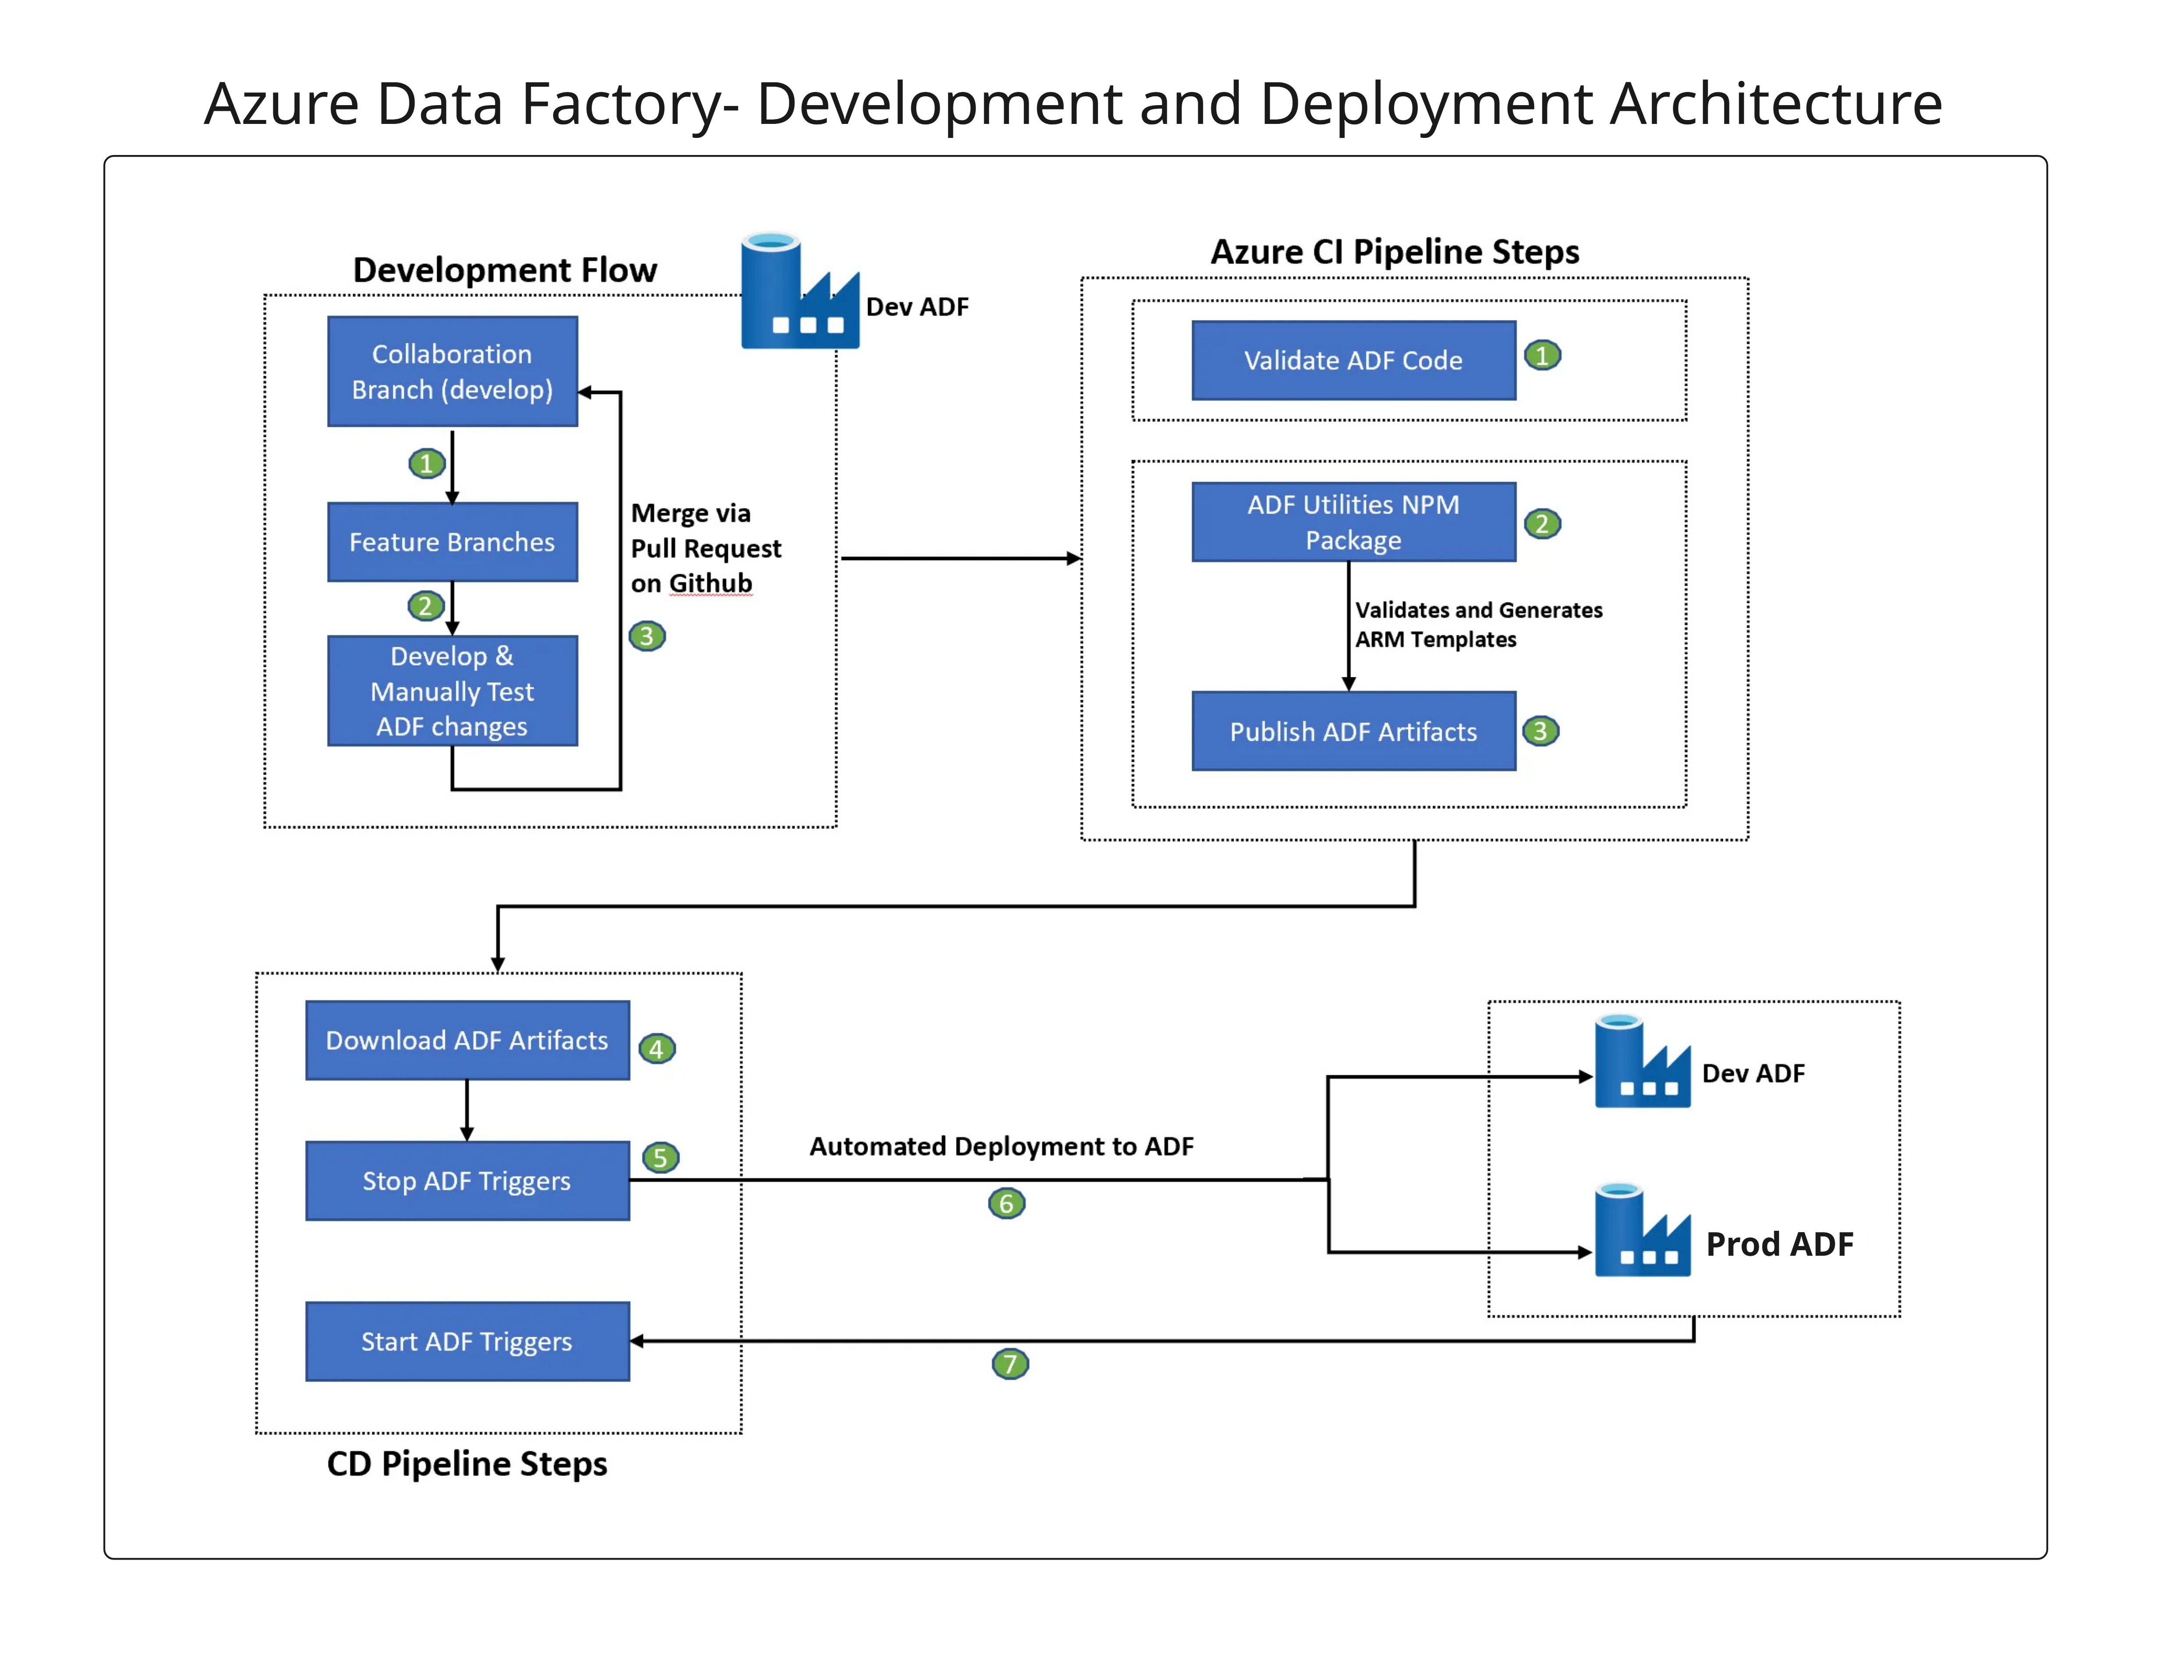 Azure Data Factory- Development and Deployment Architecture
Development Flow
Dev ADF
Collaboration
Branch (develop)
1
Feature Branches
2
Develop &
Manually Test
ADF changes
Merge via
Pull Request
on Github
3
Azure CI Pipeline Steps
Validate ADF Code
1
ADF Utilities NPM
Package
2
Validates and Generates
ARM Templates
Publish ADF Artifacts
3
Download ADF Artifacts
4
Stop ADF Triggers
5
Automated Deployment to ADF
6
Dev ADF
Prod ADF
Start ADF Triggers
7
CD Pipeline Steps